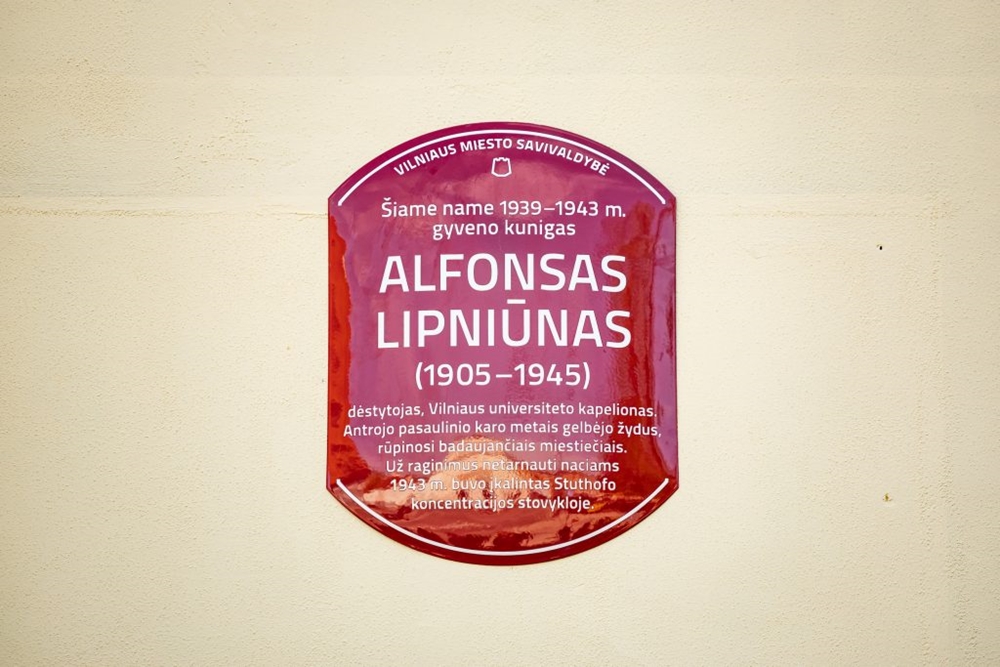 VILNIAUS MIESTO SAVIVALDYBĖ
Šiame name 1939–1943 m.
gyveno kunigas
ALFONSAS
LIPNIŪNAS
(1905–1945)
dėstytojas, Vilniaus universiteto kapelionas.
Antrojo pasaulinio karo metais gelbėjo žydus,
rūpinosi badaujančiais miestiečiais.
Už raginimus netarnauti naciams
1943 m. buvo įkalintas Stuthofo
koncentracijos stovykloje.